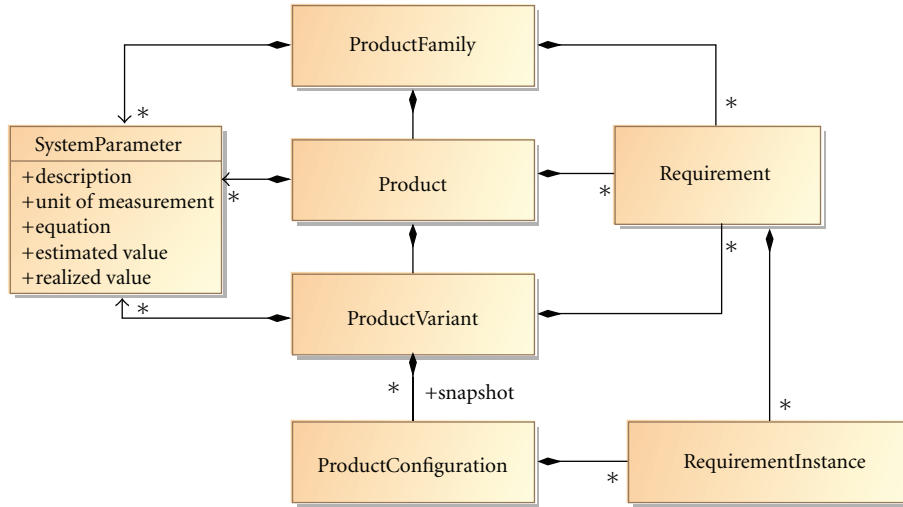 ProductFamily
*
*
SystemParameter
+description
+unit of measurement
+equation
+estimated value
+realized value
*
Product
*
Requirement
*
*
ProductVariant
*
+snapshot
*
ProductConfiguration
*
RequirementInstance